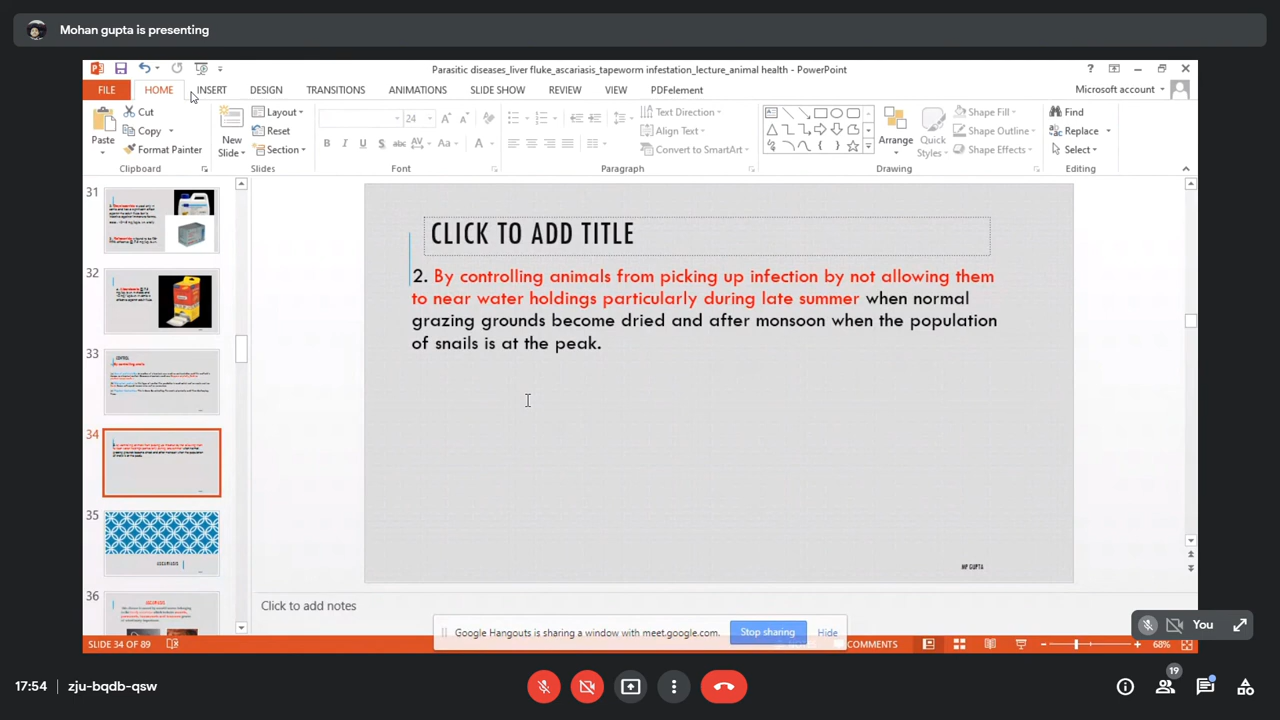 Mohan gupta is presenting
Parasitic diseases_liver fluke_ascariasis_tapeworm infestation_lecture_animal health - PowerPoint
FILE HOME INSERT DESIGN TRANSITIONS ANIMATIONS SLIDE SHOW REVIEW VIEW PDFelement Microsoft account
Paste
Cut
Copy
Format Painter
Clipboard
New Slide
Layout
Reset
Section
Slides
24
Font
Text Direction
Align Text
Convert to SmartArt
Paragraph
Arrange
Quick Styles
Shape Fill
Shape Outline
Shape Effects
Drawing
Find
Replace
Select
Editing
31
32
33
CONTROL
34
35
ASCARIASIS
36
ASCARIASIS
CLICK TO ADD TITLE
2. By controlling animals from picking up infection by not allowing them
to near water holdings particularly during late summer when normal
grazing grounds become dried and after monsoon when the population
of snails is at the peak.
MP GUPTA
Click to add notes
Google Hangouts is sharing a window with meet.google.com.
Stop sharing
Hide
SLIDE 34 OF 89
COMMENTS
68%
You
17:54 zju-bqdb-qsw
19